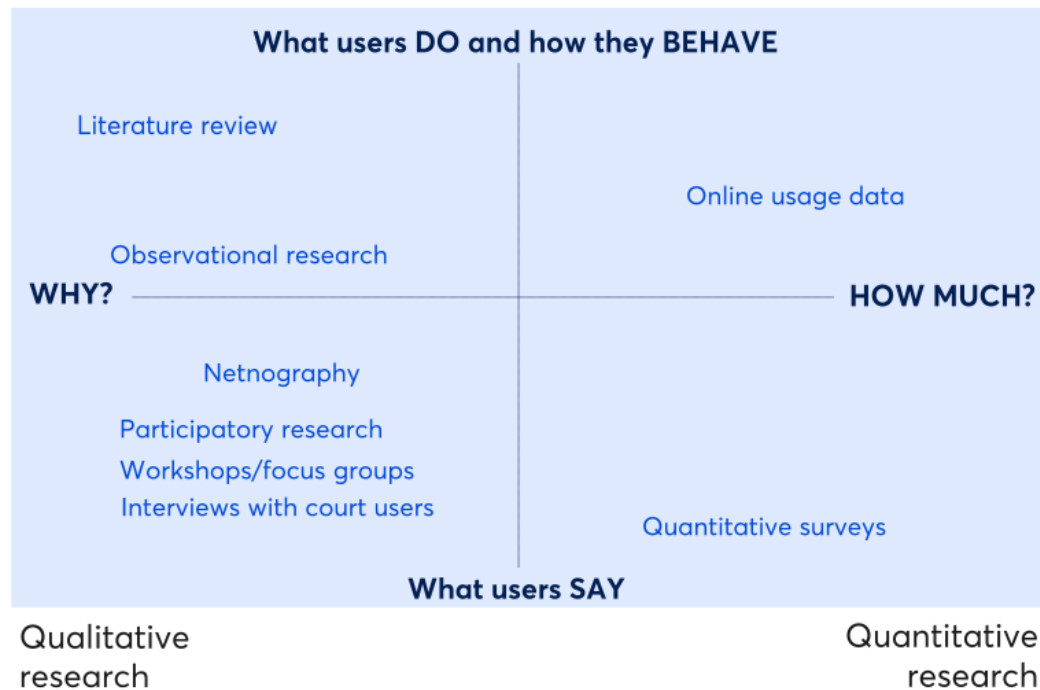 What users DO and how they BEHAVE
Literature review
Online usage data
Observational research
WHY?
HOW MUCH?
Netnography
Participatory research
Workshops/focus groups
Interviews with court users
Quantitative surveys
What users SAY
Qualitative
research
Quantitative
research